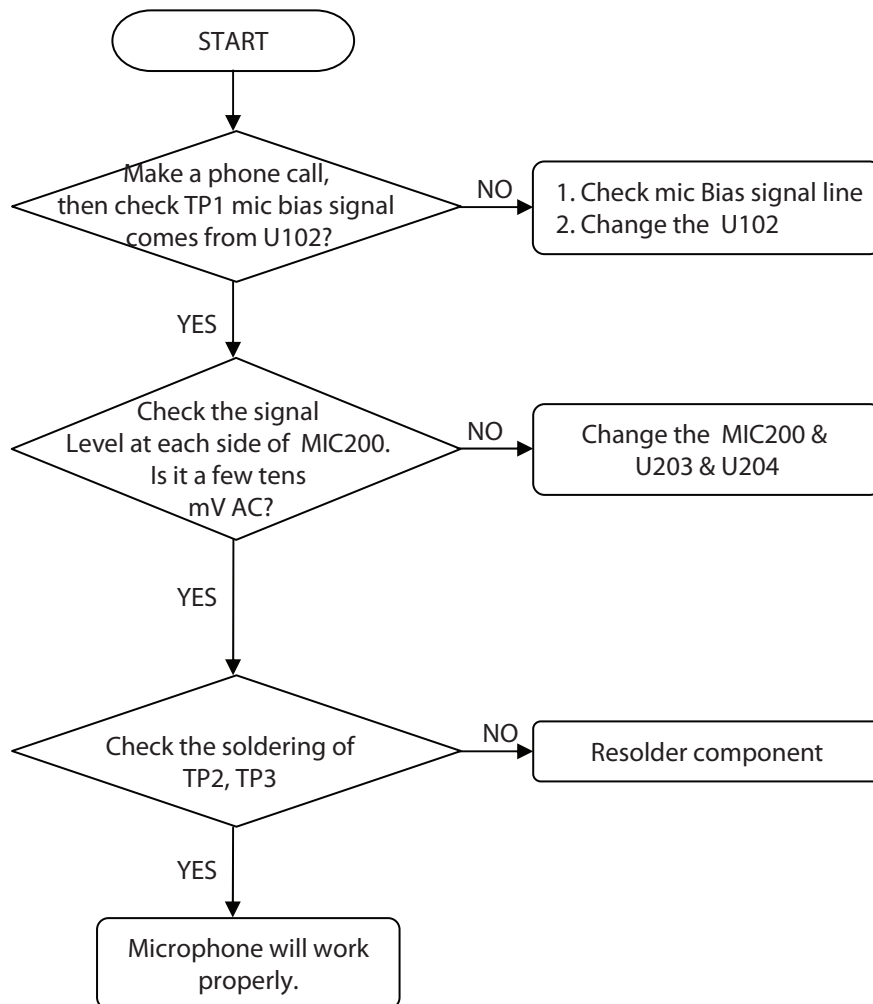 START
Make a phone call,
then check TP1 mic bias signal
comes from U102?
NO
1. Check mic Bias signal line
2. Change the U102
YES
Check the signal
Level at each side of MIC200.
Is it a few tens
mV AC?
NO
Change the MIC200 &
U203 & U204
YES
Check the soldering of
TP2, TP3
NO
Resolder component
YES
Microphone will work
properly.